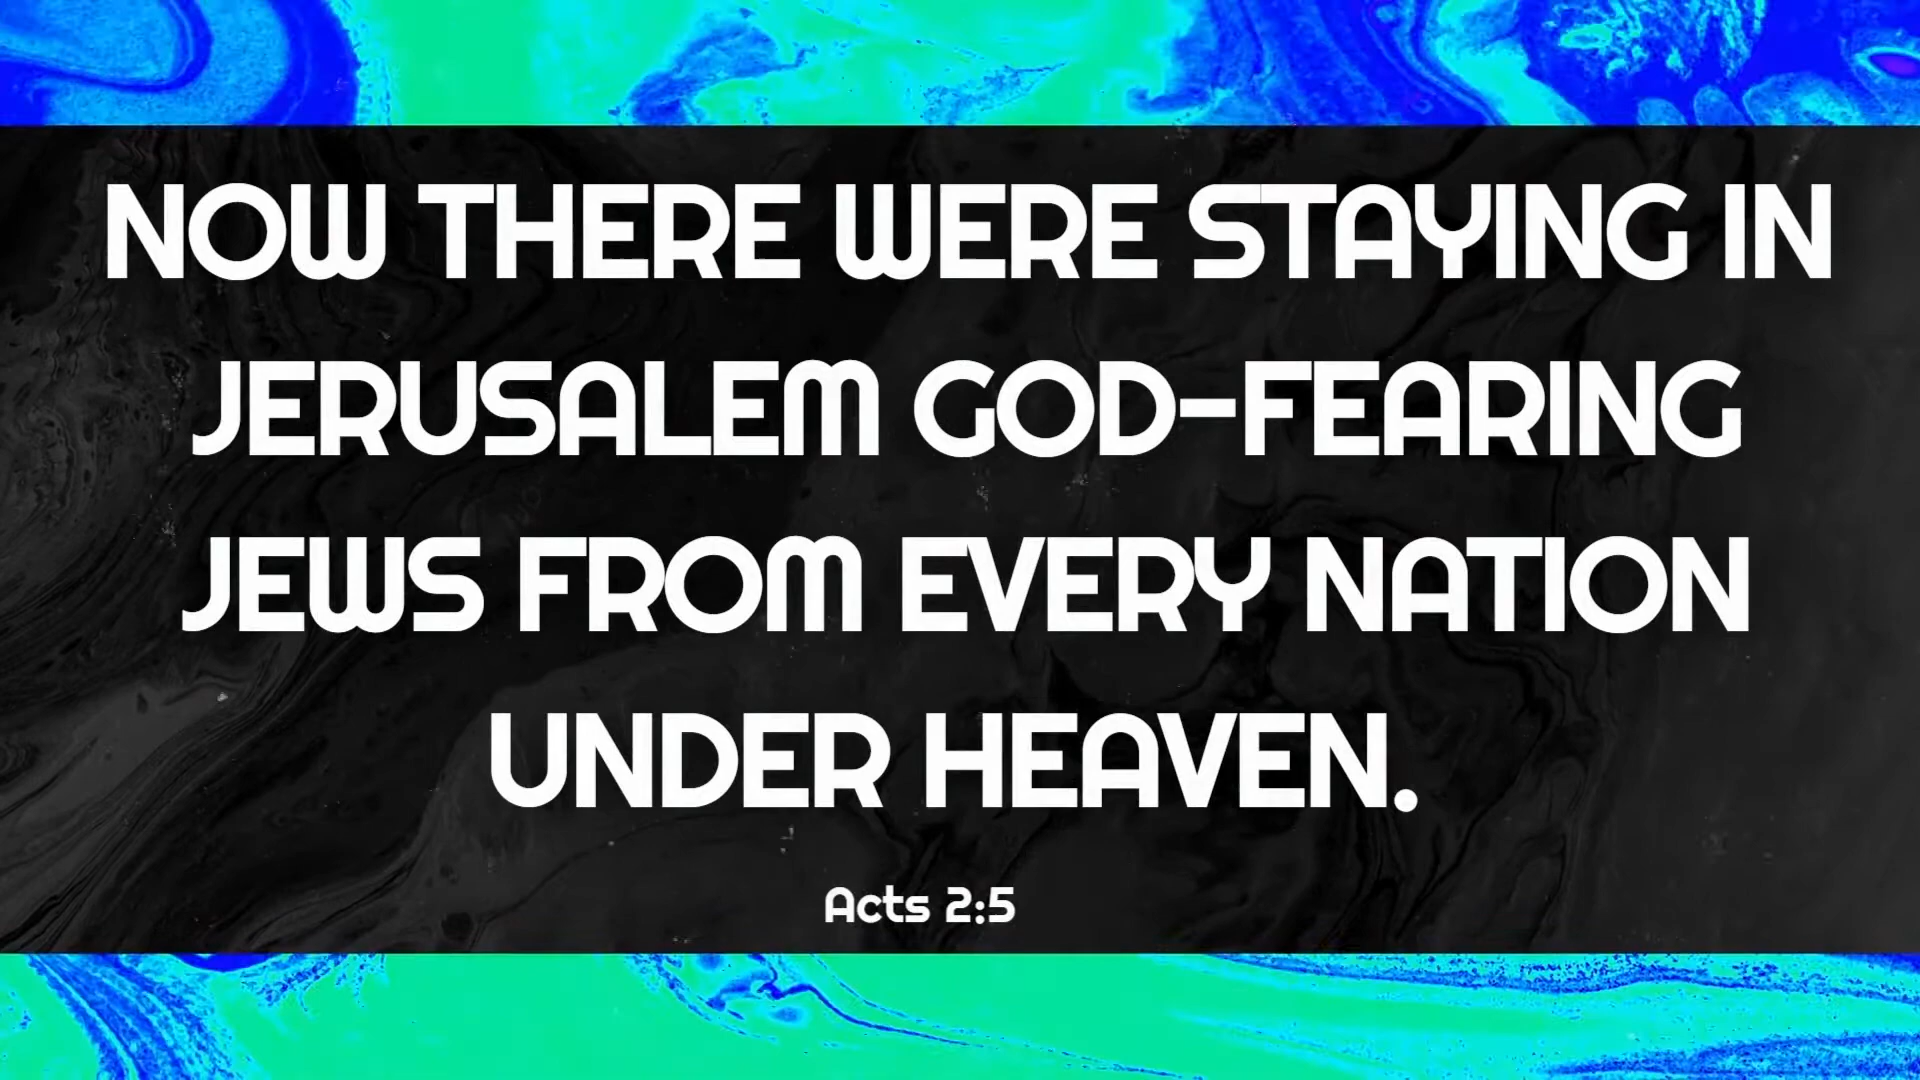 NOW THERE WERE STAYING IN
JERUSALEM GOD-FEARING
JEWS FROM EVERY NATION
UNDER HEAVEN.
Acts 2:5